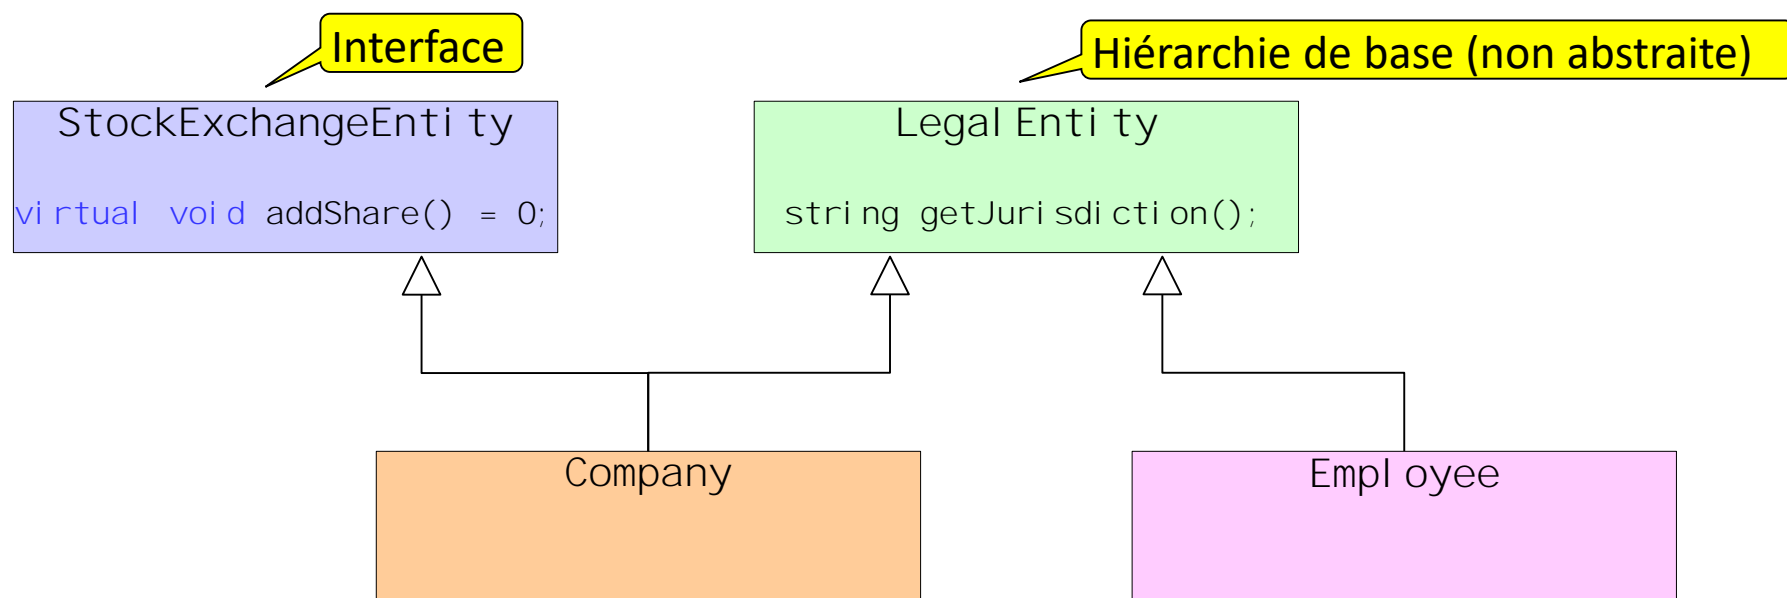 Interface
Hiérarchie de base (non abstraite)
StockExchangeEntity
virtual void addShare() = 0;
LegalEntity
string getJurisdiction();
Company
Employee